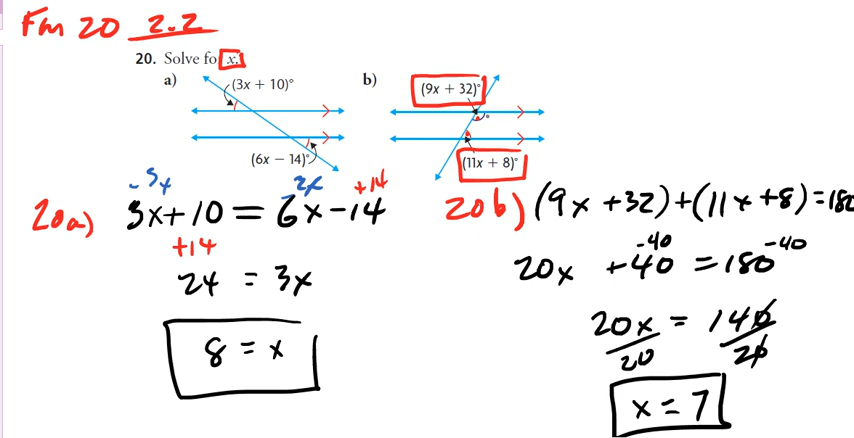 Fm 20 2.2
20. Solve for x.
a) (3x + 10)° (6x − 14)°
b) (9x + 32)° (11x + 8)°
20a)
-3x +14
3x+10 = 6x-14
+14
24 = 3x
8 = x
20b) (9x +32)+(11x+8)=180
-40 -40
20x +40 = 180
20x = 140
20 20
x = 7